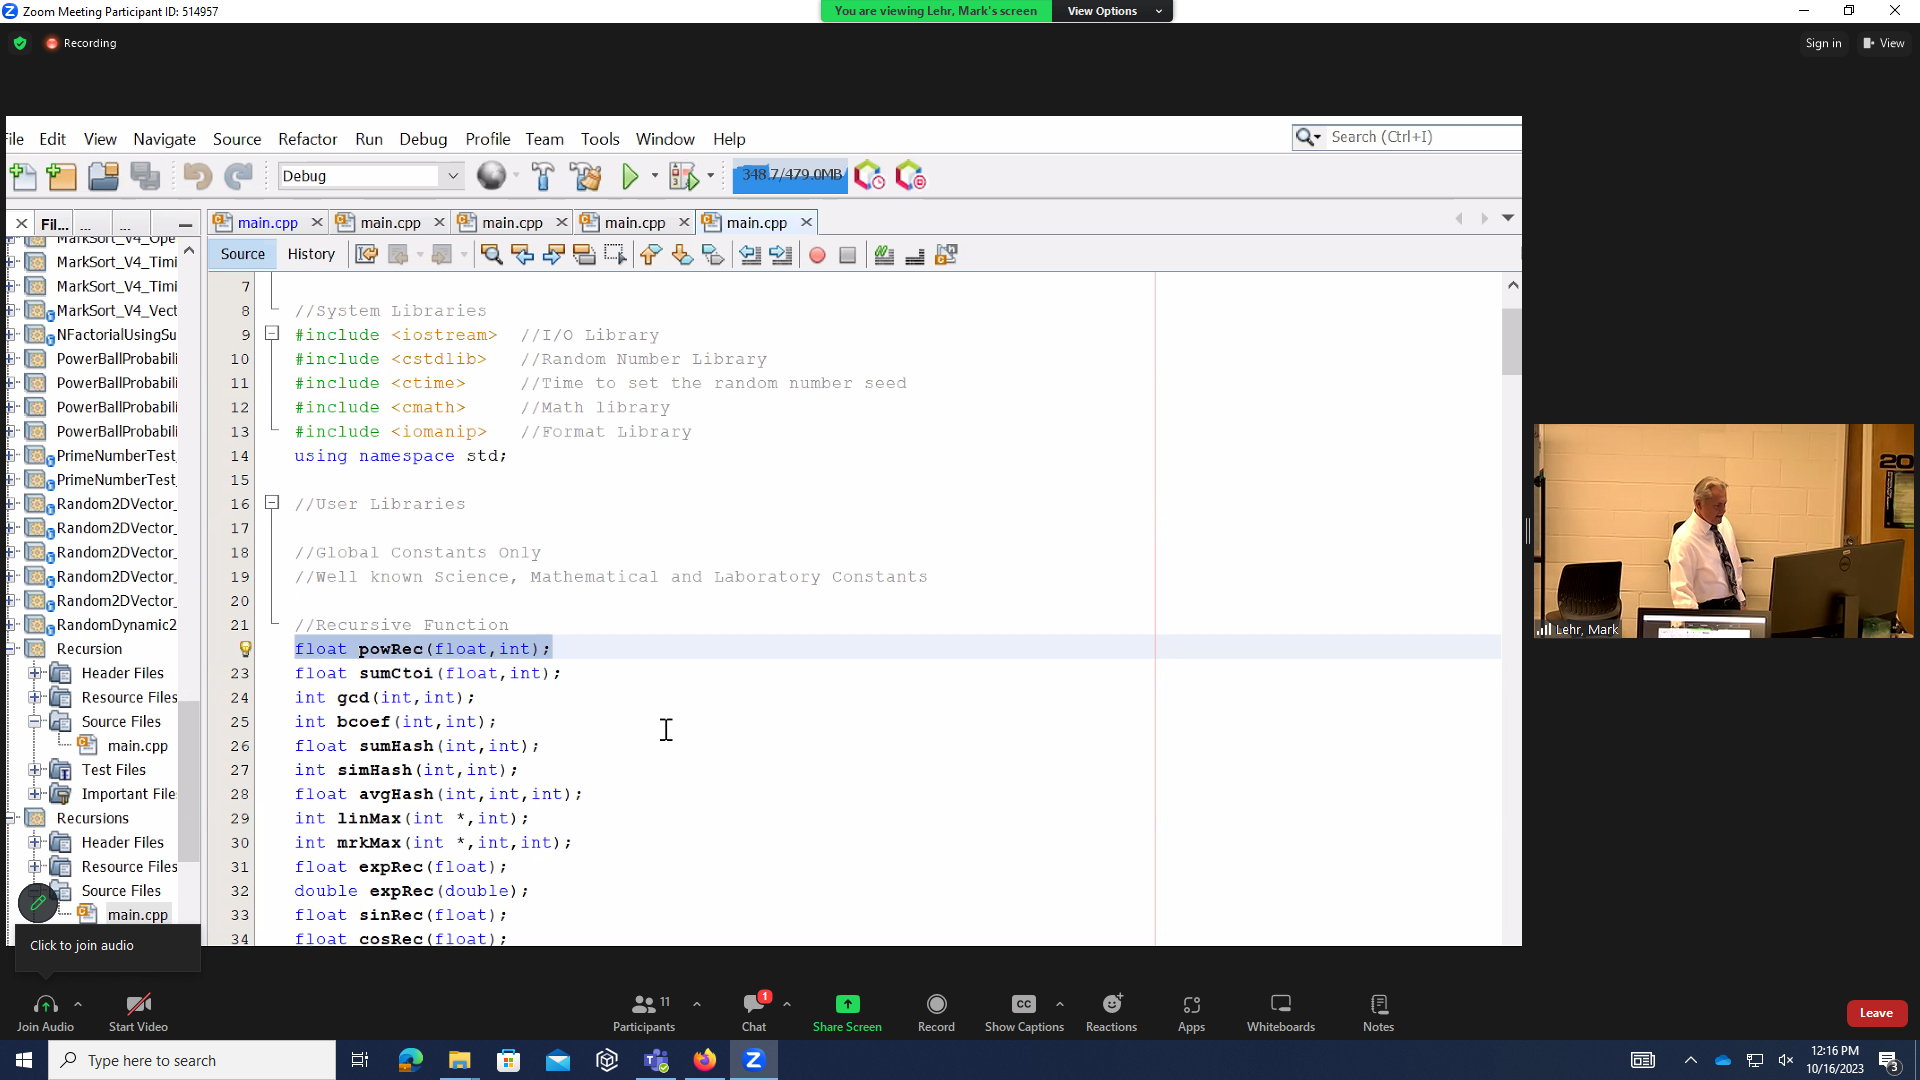 Zoom Meeting Participant ID: 514957
You are viewing Lehr, Mark's screen
View Options
Recording
Sign in
View
File Edit View Navigate Source Refactor Run Debug Profile Team Tools Window Help
Search (Ctrl+I)
Debug
348.7/479.0MB
Fil... ... ...
main.cpp main.cpp main.cpp main.cpp main.cpp
Source History
MarkSort_V4_Ope
MarkSort_V4_Timi
MarkSort_V4_Timi
MarkSort_V4_Vect
NFactorialUsingSu
PowerBallProbabili
PowerBallProbabili
PowerBallProbabili
PowerBallProbabili
PrimeNumberTest_
PrimeNumberTest_
Random2DVector_
Random2DVector_
Random2DVector_
Random2DVector_
Random2DVector_
RandomDynamic2
Recursion
Header Files
Resource Files
Source Files
main.cpp
Test Files
Important File
Recursions
Header Files
Resource Files
Source Files
main.cpp
7
8 //System Libraries
9 #include <iostream> //I/O Library
10 #include <cstdlib> //Random Number Library
11 #include <ctime> //Time to set the random number seed
12 #include <cmath> //Math library
13 #include <iomanip> //Format Library
14 using namespace std;
15
16 //User Libraries
17
18 //Global Constants Only
19 //Well known Science, Mathematical and Laboratory Constants
20
21 //Recursive Function
float powRec(float,int);
23 float sumCtoi(float,int);
24 int gcd(int,int);
25 int bcoef(int,int);
26 float sumHash(int,int);
27 int simHash(int,int);
28 float avgHash(int,int,int);
29 int linMax(int *,int);
30 int mrkMax(int *,int,int);
31 float expRec(float);
32 double expRec(double);
33 float sinRec(float);
34 float cosRec(float);
20
Lehr, Mark
Click to join audio
Join Audio
Start Video
11
Participants
1
Chat
Share Screen
Record
CC
Show Captions
Reactions
Apps
Whiteboards
Notes
Leave
Type here to search
12:16 PM
10/16/2023
3